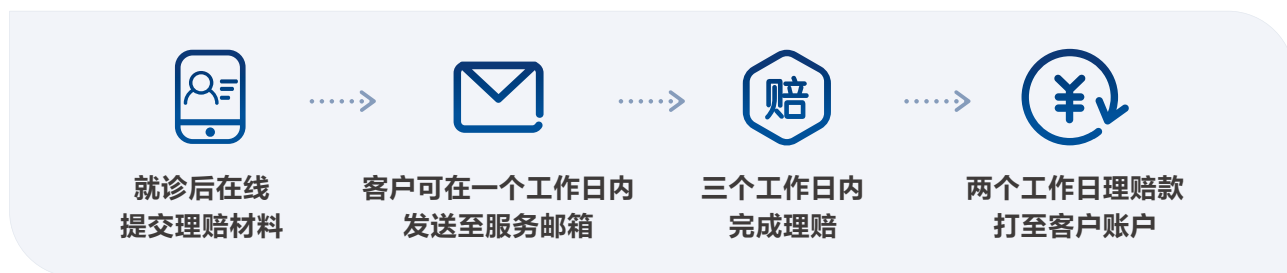 赔
¥
就诊后在线
提交理赔材料
客户可在一个工作日内
发送至服务邮箱
三个工作日内
完成理赔
两个工作日理赔款
打至客户账户